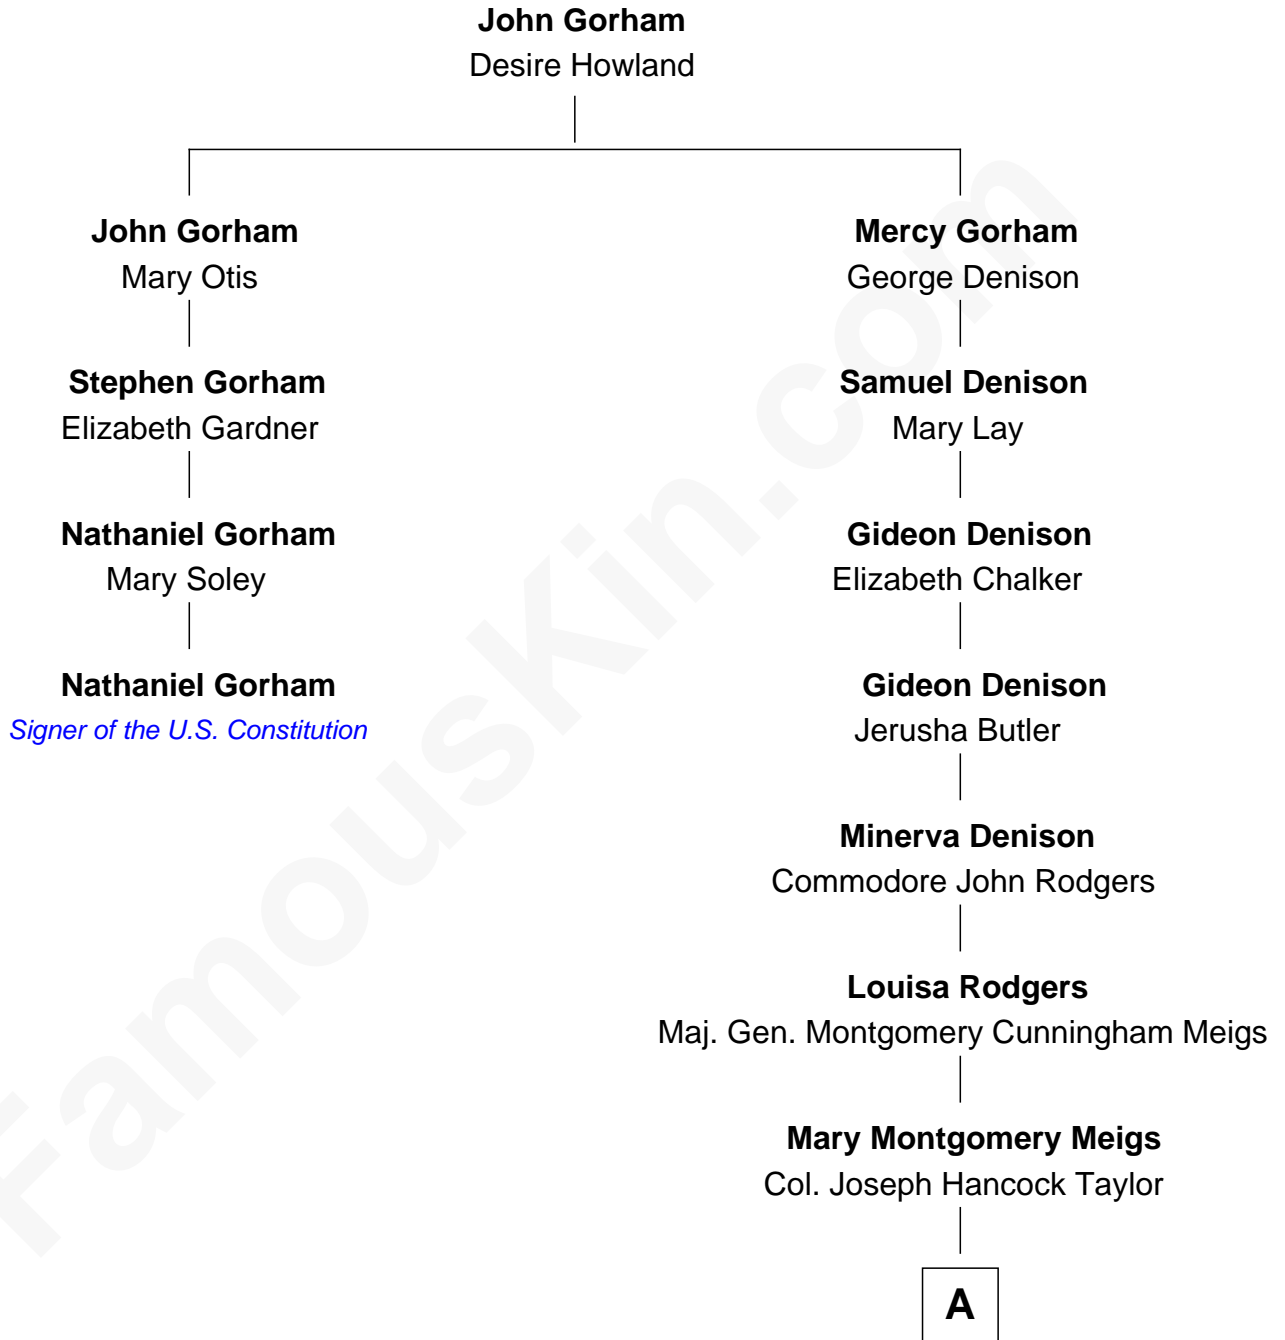 John Gorham
Desire Howland
John Gorham
Mary Otis
Mercy Gorham
George Denison
Stephen Gorham
Elizabeth Gardner
Samuel Denison
Mary Lay
Nathaniel Gorham
Mary Soley
Gideon Denison
Elizabeth Chalker
Nathaniel Gorham
Signer of the U.S. Constitution
Gideon Denison
Jerusha Butler
Minerva Denison
Commodore John Rodgers
Louisa Rodgers
Maj. Gen. Montgomery Cunningham Meigs
Mary Montgomery Meigs
Col. Joseph Hancock Taylor
A
FamousKin.com